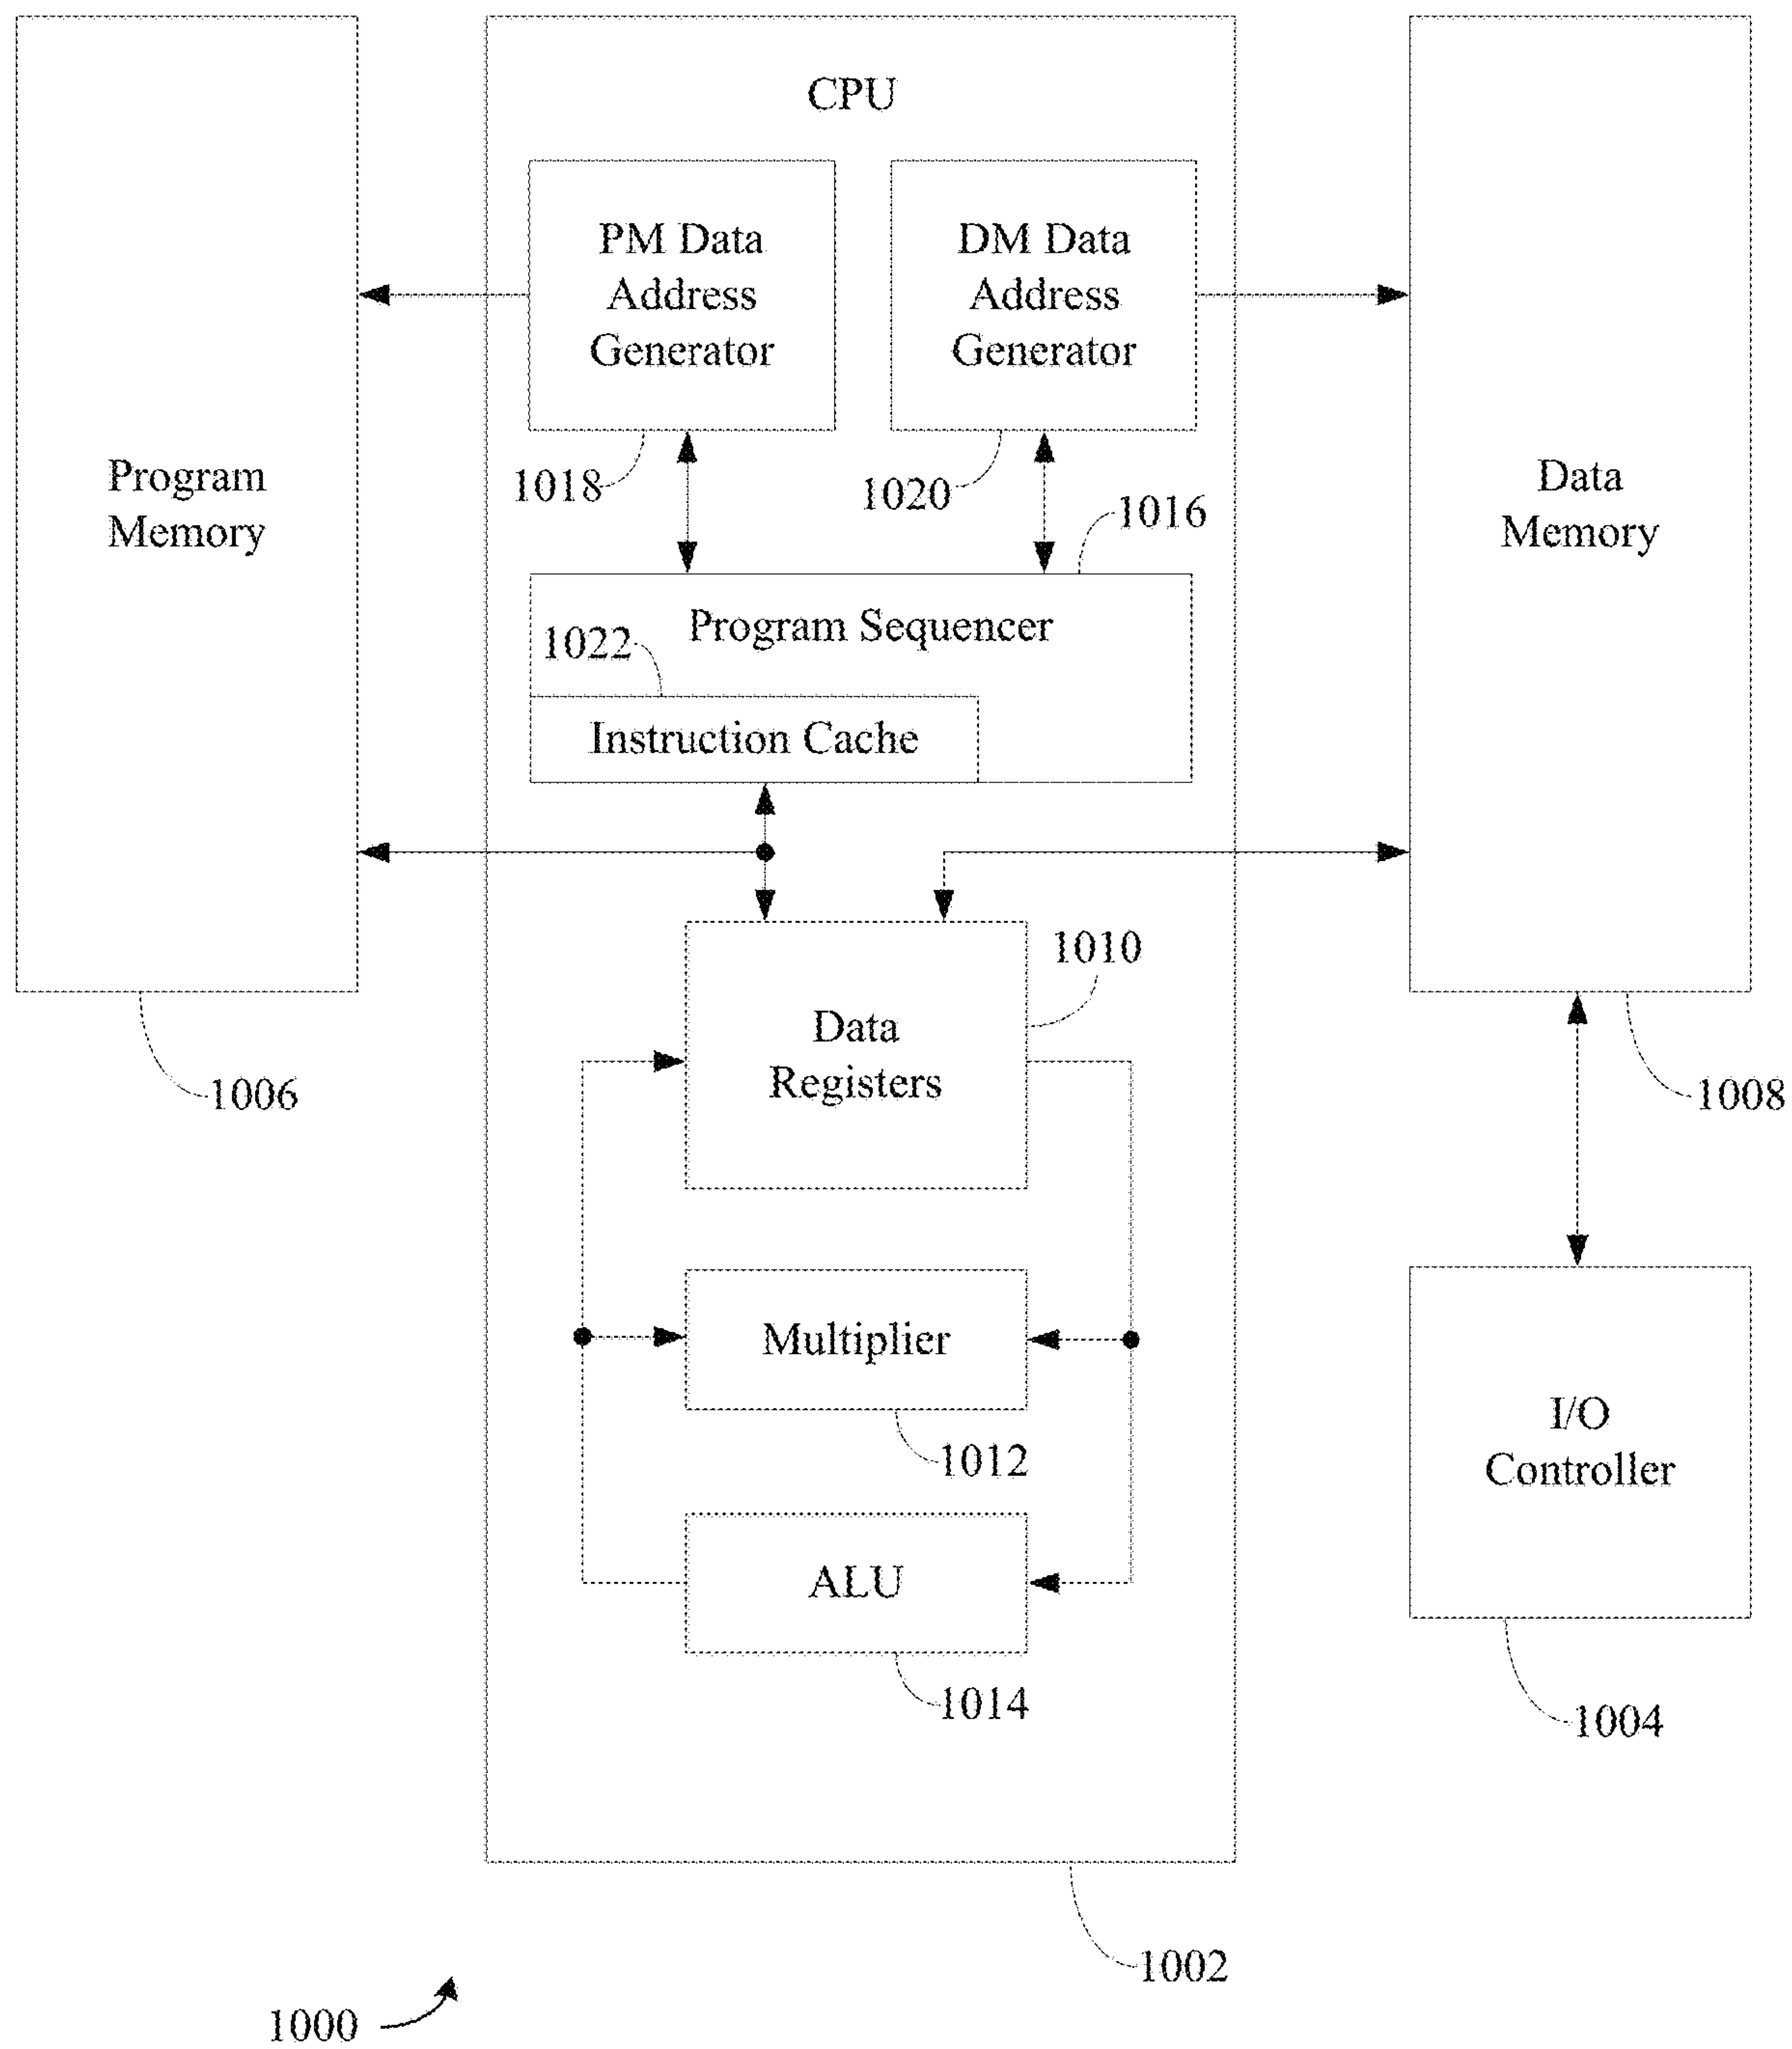 CPU
PM Data
Address
Generator
DM Data
Address
Generator
Program
Memory
Data
Memory
1018
1020
1016
Program Sequencer
1022
Instruction Cache
1010
Data
Registers
1006
1008
Multiplier
1012
I/O
Controller
ALU
1014
1004
1002
1000